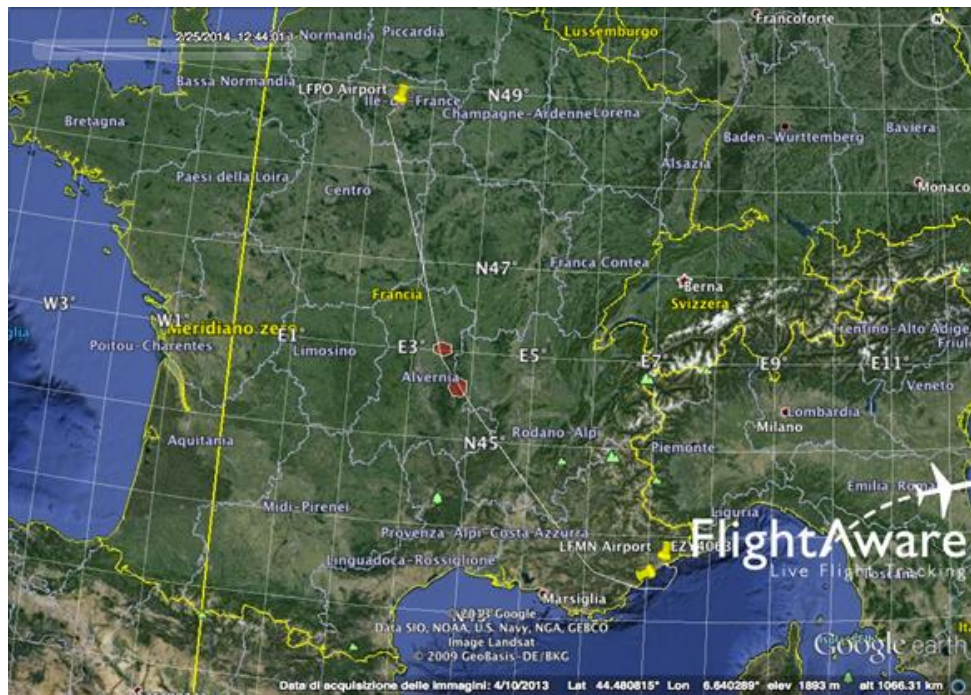 Francoforte
N
2/25/2014 12:44:01
a Normandia
Piccardia
Lussemburgo
Bassa Normandia
LFPO Airport
Ile-de-France
N49°
Champagne-Ardenne
Lorena
Bretagna
Baden-Wurttemberg
Baviera
Paesi della Loira
Centro
Alsazia
Monaco
N47°
Franca Contea
Berna
W3°
Francia
Svizzera
W1°
Meridiano zero
E1°
Poitou-Charentes
Limosino
E3°
E5°
E7°
E9°
E11°
Trentino-Alto Adige
Friul
Alvernia
Veneto
Lombardia
Milano
Aquitania
N45°
Rodano-Alpi
Piemonte
Emilia Roma
Midi-Pirenei
Liguria
Provenza-Alpi-Costa Azzurra
FlightAware
Live Flight Tracking
LFMN Airport
EZY4063
Linguadoca-Rossiglione
Toscana
Marsiglia
© 2013 Google
Data SIO, NOAA, U.S. Navy, NGA, GEBCO
Image Landsat
© 2009 GeoBasis-DE/BKG
Google earth
Data di acquisizione delle immagini: 4/10/2013 Lat 44.480815° Lon 6.640289° elev 1893 m alt 1066.31 km